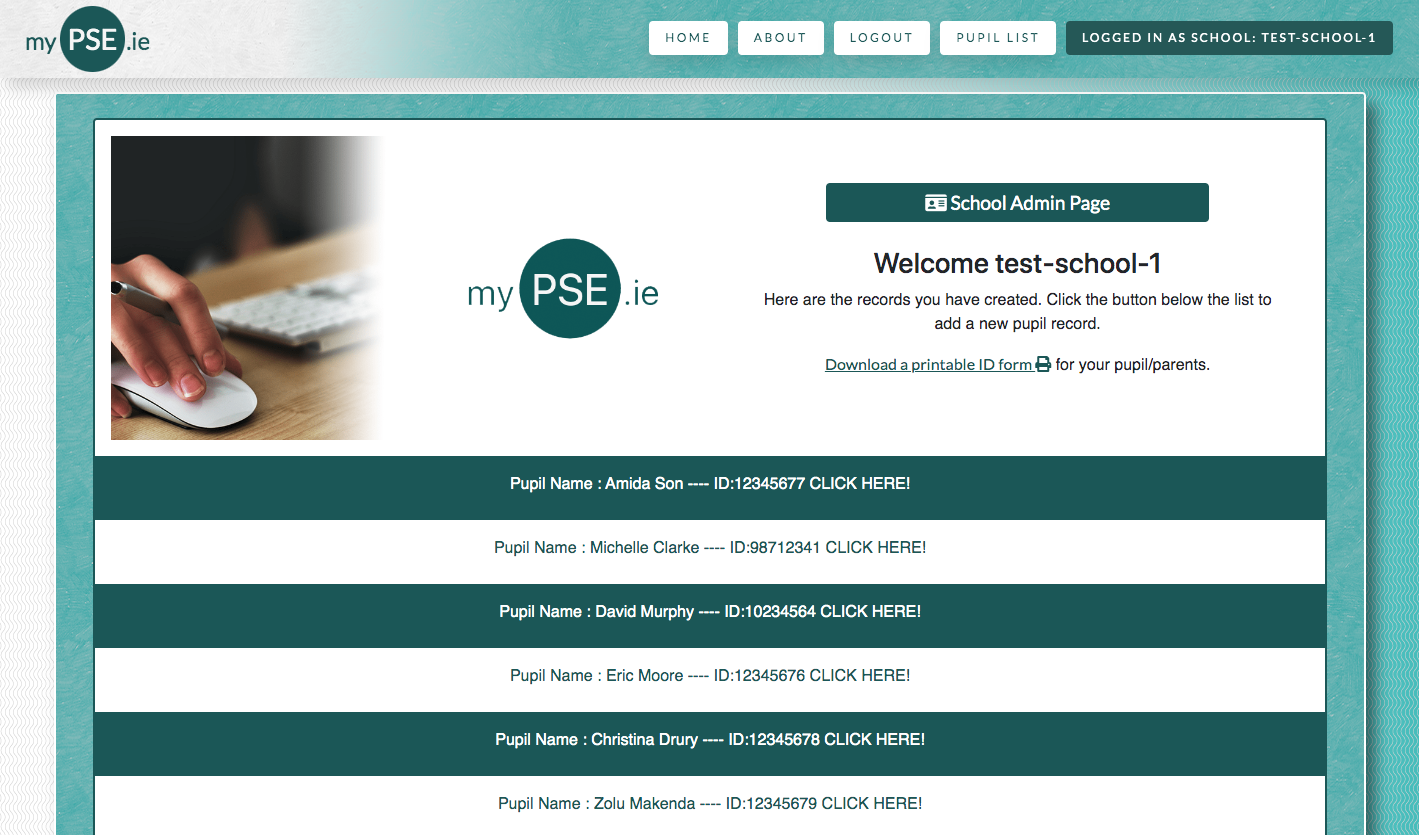 my PSE .ie
HOME ABOUT LOGOUT PUPIL LIST LOGGED IN AS SCHOOL: TEST-SCHOOL-1
School Admin Page
my PSE .ie
Welcome test-school-1
Here are the records you have created. Click the button below the list to
add a new pupil record.
Download a printable ID form for your pupil/parents.
Pupil Name : Amida Son ---- ID:12345677 CLICK HERE!
Pupil Name : Michelle Clarke ---- ID:98712341 CLICK HERE!
Pupil Name : David Murphy ---- ID:10234564 CLICK HERE!
Pupil Name : Eric Moore ---- ID:12345676 CLICK HERE!
Pupil Name : Christina Drury ---- ID:12345678 CLICK HERE!
Pupil Name : Zolu Makenda ---- ID:12345679 CLICK HERE!